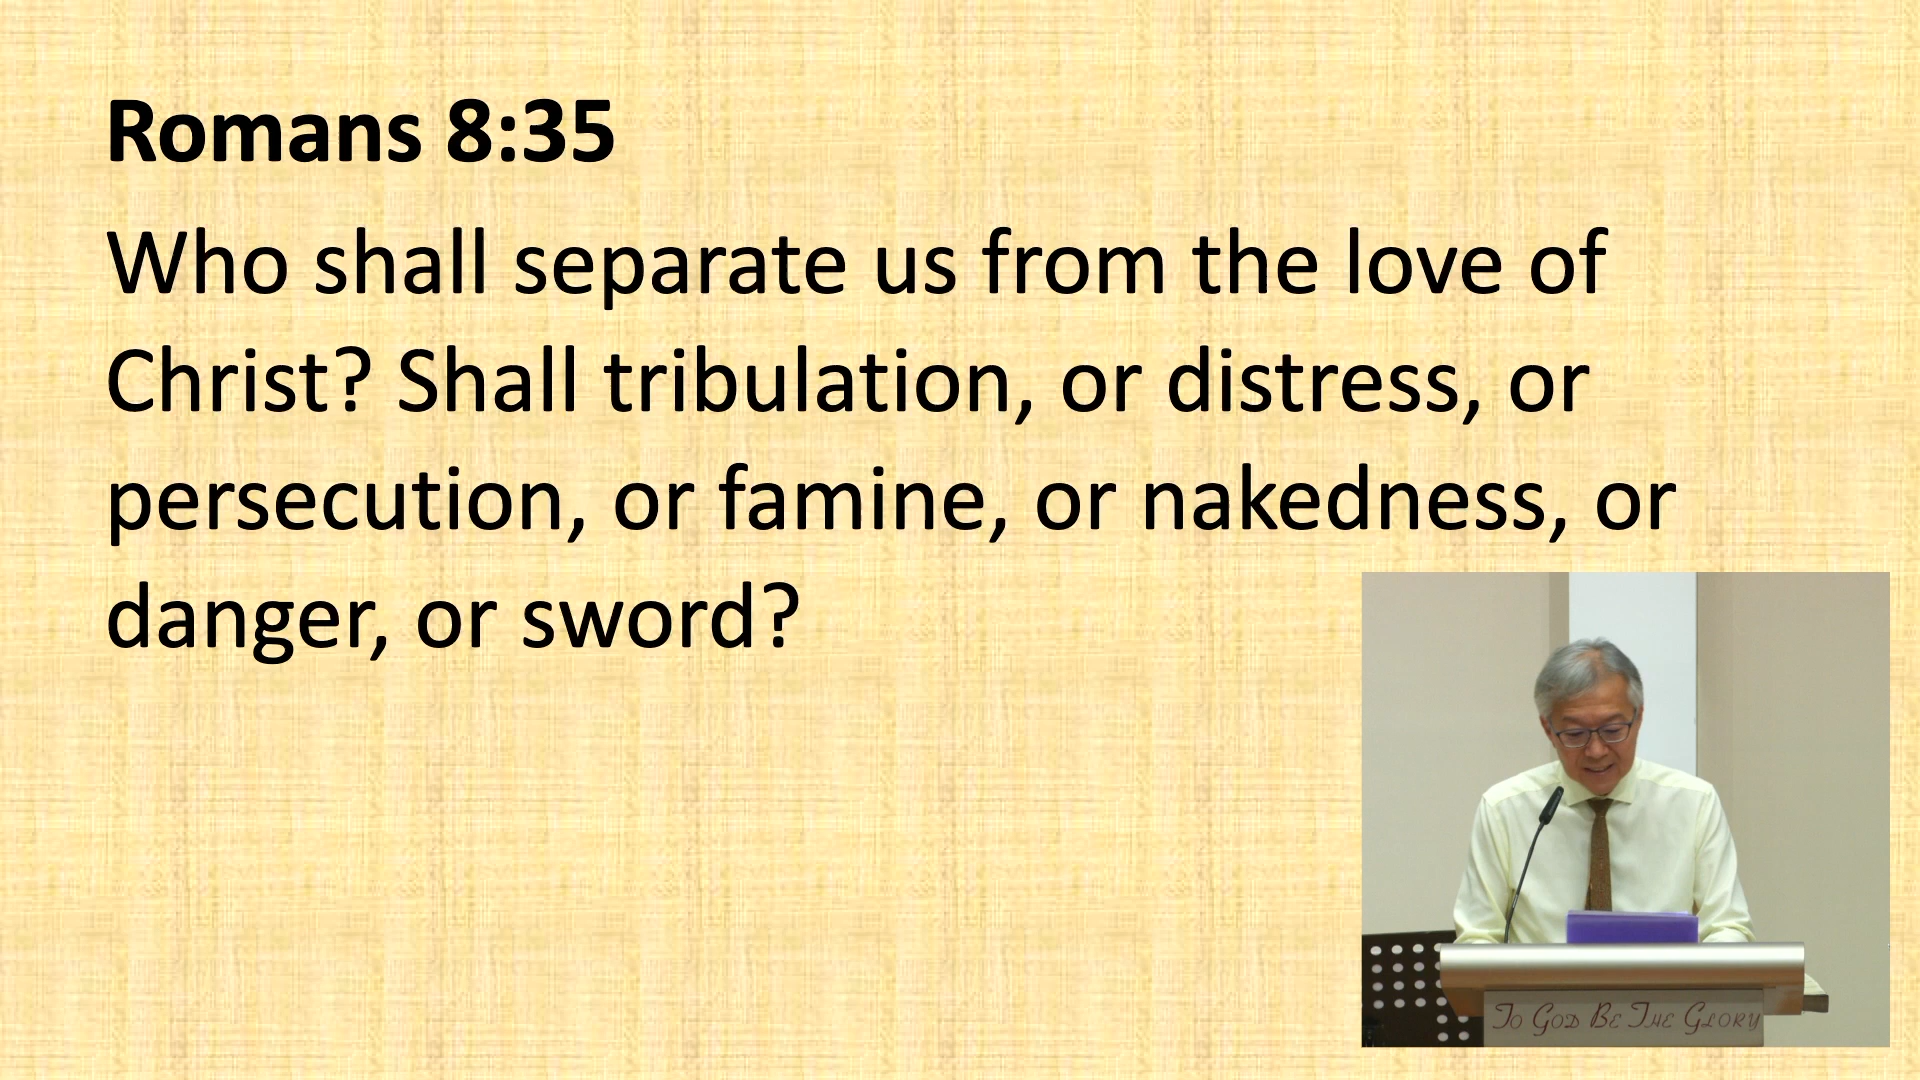 Romans 8:35
Who shall separate us from the love of
Christ? Shall tribulation, or distress, or
persecution, or famine, or nakedness, or
danger, or sword?
To God Be The Glory